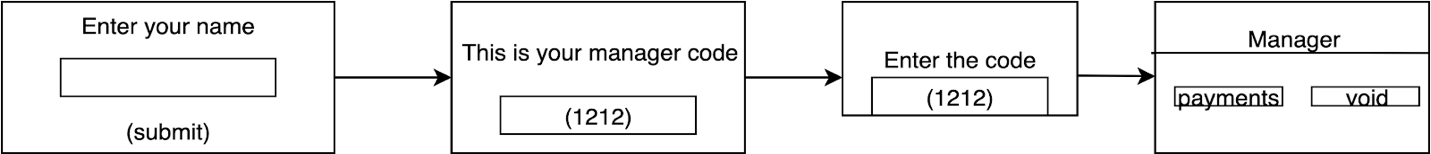 Enter your name
(submit)
This is your manager code
(1212)
Enter the code
(1212)
Manager
payments
void